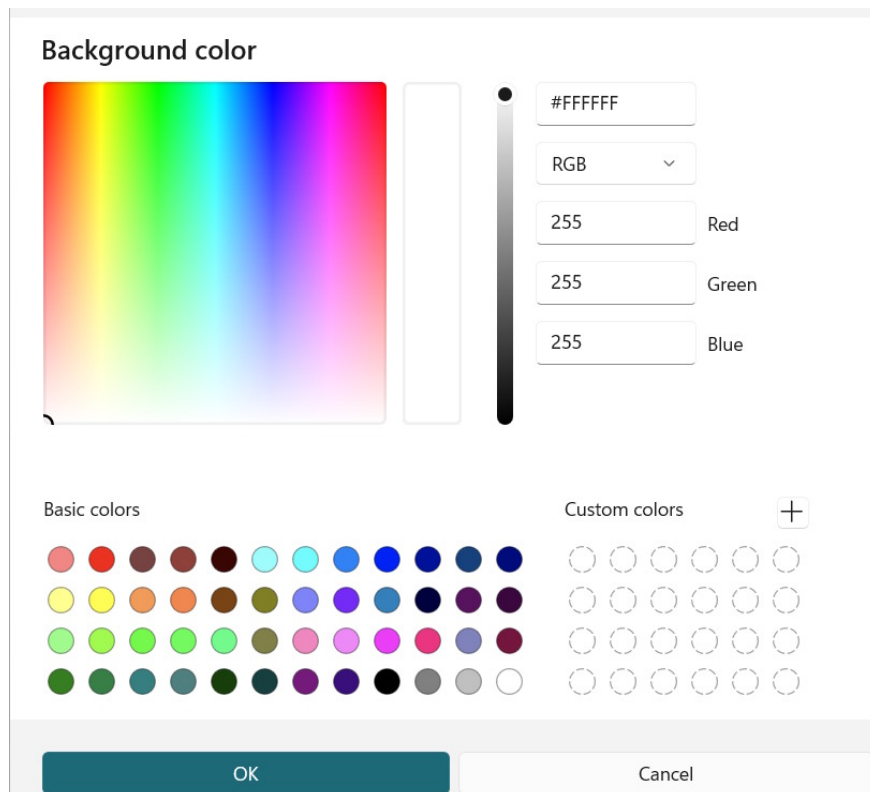 Background color
#FFFFFF
RGB
255 Red
255 Green
255 Blue
Basic colors
Custom colors
OK
Cancel